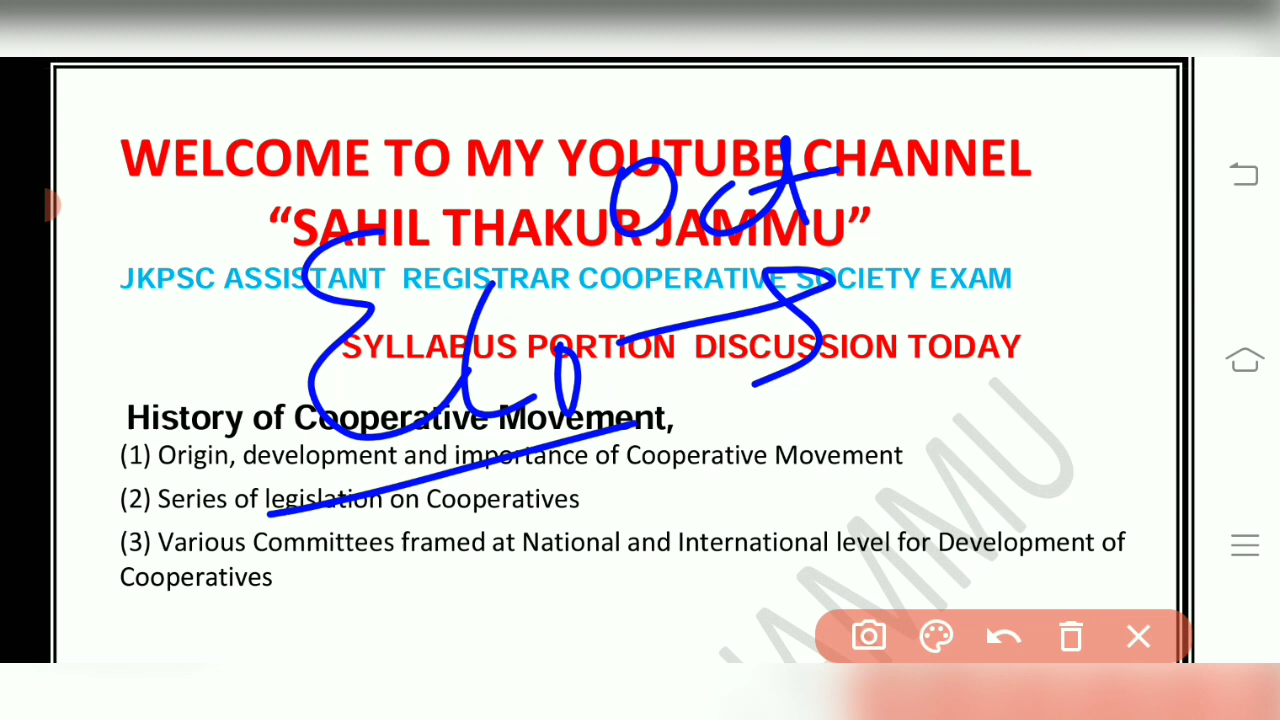 WELCOME TO MY YOUTUBE CHANNEL
“SAHIL THAKUR JAMMU”
Oct
JKPSC ASSISTANT REGISTRAR COOPERATIVE SOCIETY EXAM
SYLLABUS PORTION DISCUSSION TODAY
History of Cooperative Movement,
(1) Origin, development and importance of Cooperative Movement
(2) Series of legislation on Cooperatives
(3) Various Committees framed at National and International level for Development of
Cooperatives
JAMMU